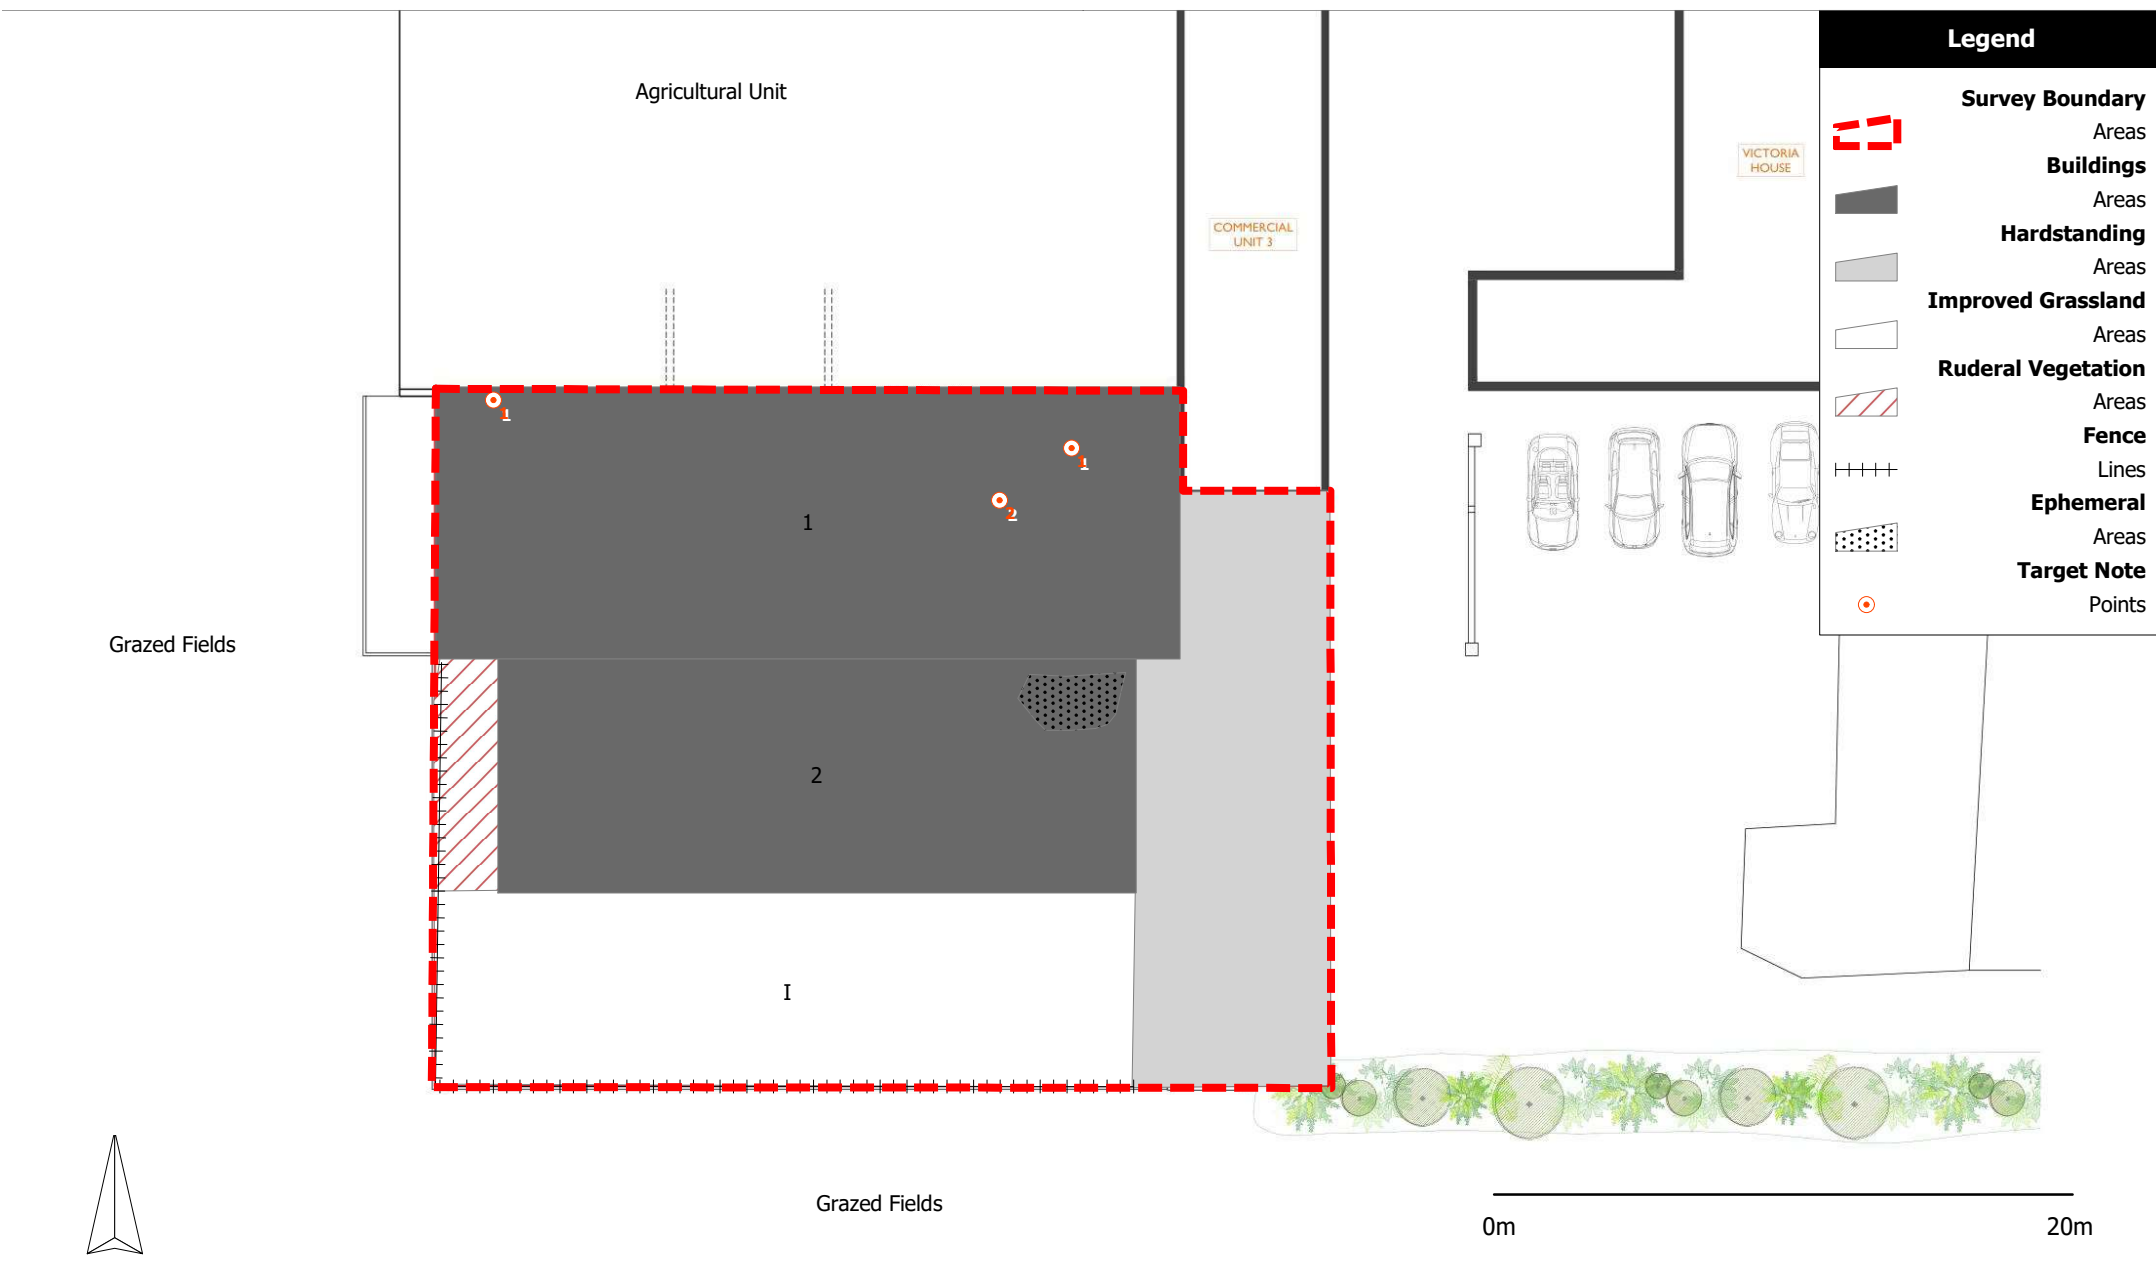 Legend
Agricultural Unit
Survey Boundary
Areas
VICTORIA
HOUSE
Buildings
Areas
COMMERCIAL
UNIT 3
Hardstanding
Areas
Improved Grassland
Areas
Ruderal Vegetation
Areas
Fence
Lines
Ephemeral
Areas
Target Note
Points
1
1
2
1
Grazed Fields
2
I
Grazed Fields
0m
20m